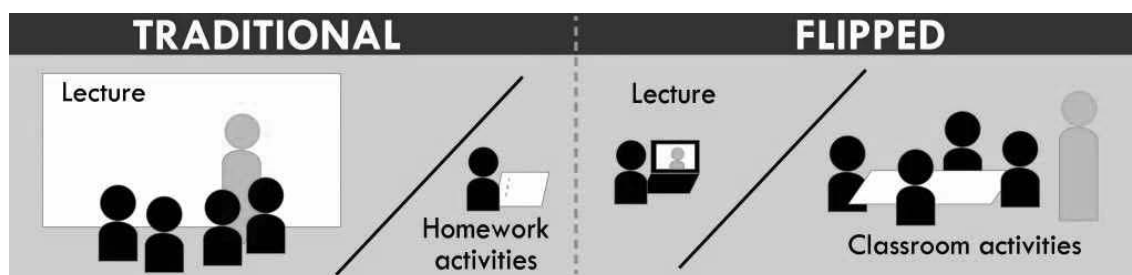 TRADITIONAL
Lecture
Homework
activities
FLIPPED
Lecture
Classroom activities